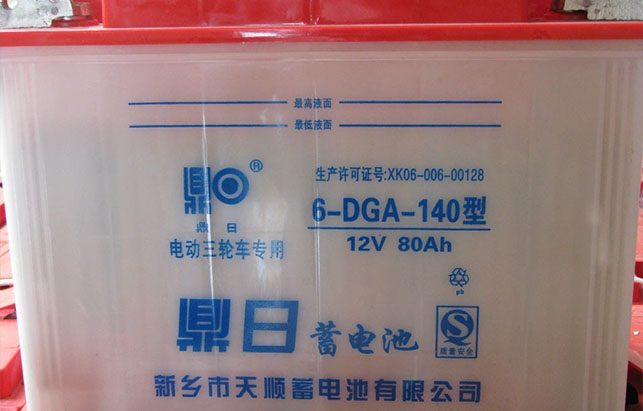 最高液面
最低液面
鼎日®
鼎日
电动三轮车专用
生产许可证号:XK06-006-00128
6-DGA-140型
12V 80Ah
pb
鼎日蓄电池
质量安全
新乡市天顺蓄电池有限公司